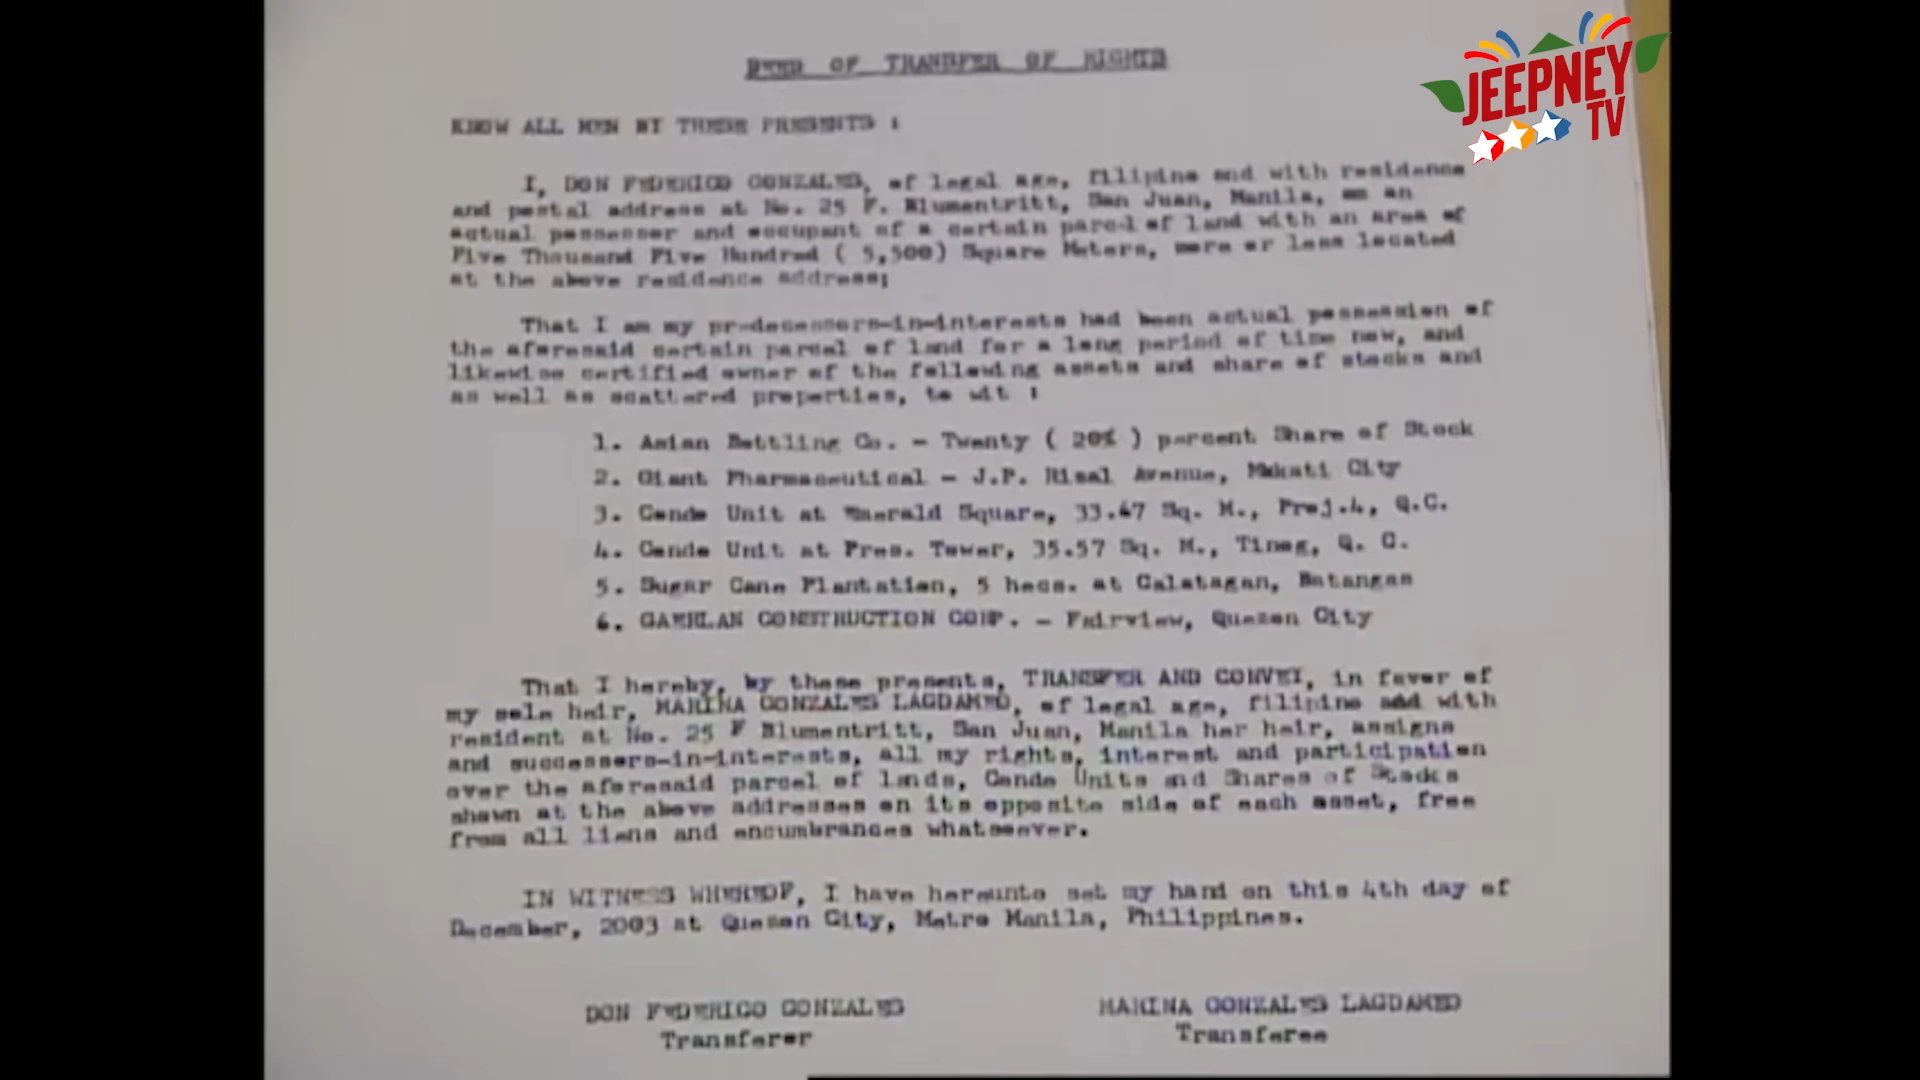 JEEPNEY
TV
DEED OF TRANSFER OF RIGHTS
KNOW ALL MEN BY THESE PRESENTS :
I, DON FEDERICO GONZALES, of legal age, filipino and with residence
and postal address at No. 25 F. Blumentritt, San Juan, Manila, am an
actual possessor and occupant of a certain parcel of land with an area of
Five Thousand Five Hundred ( 5,500) Square Meters, more or less located
at the above residence address;
That I am my predecessors-in-interests had been actual possession of
the aforesaid certain parcel of land for a long period of time now, and
likewise certified owner of the following assets and share of stocks and
as well as scattered properties, to wit :
1. Asian Bottling Co. - Twenty ( 20% ) percent Share of Stock
2. Giant Pharmaceutical - J.P. Rizal Avenue, Makati City
3. Condo Unit at Emerald Square, 33.67 Sq. M., Proj.4, Q.C.
4. Condo Unit at Pres. Tower, 35.57 Sq. M., Timog, Q. C.
5. Sugar Cane Plantation, 5 hecs. at Calatagan, Batangas
6. CONSTRUCTION CORP. - Fairview, Quezon City
That I hereby, by these presents, TRANSFER AND CONVEY, in favor of
my sole heir, MARINA GONZALES LAGDAMEO, of legal age, filipino and with
resident at No. 25 F Blumentritt, San Juan, Manila her heir, assigns
and successors-in-interests, all my rights, interest and participation
over the aforesaid parcel of lands, Condo Units and Shares of Stocks
shown at the above addresses on its opposite side of each asset, free
from all liens and encumbrances whatsoever.
IN WITNESS WHEREOF, I have hereunto set my hand on this 4th day of
December, 2003 at Quezon City, Metro Manila, Philippines.
DON FEDERICO GONZALES
Transferor
MARINA GONZALES LAGDAMEO
Transferee